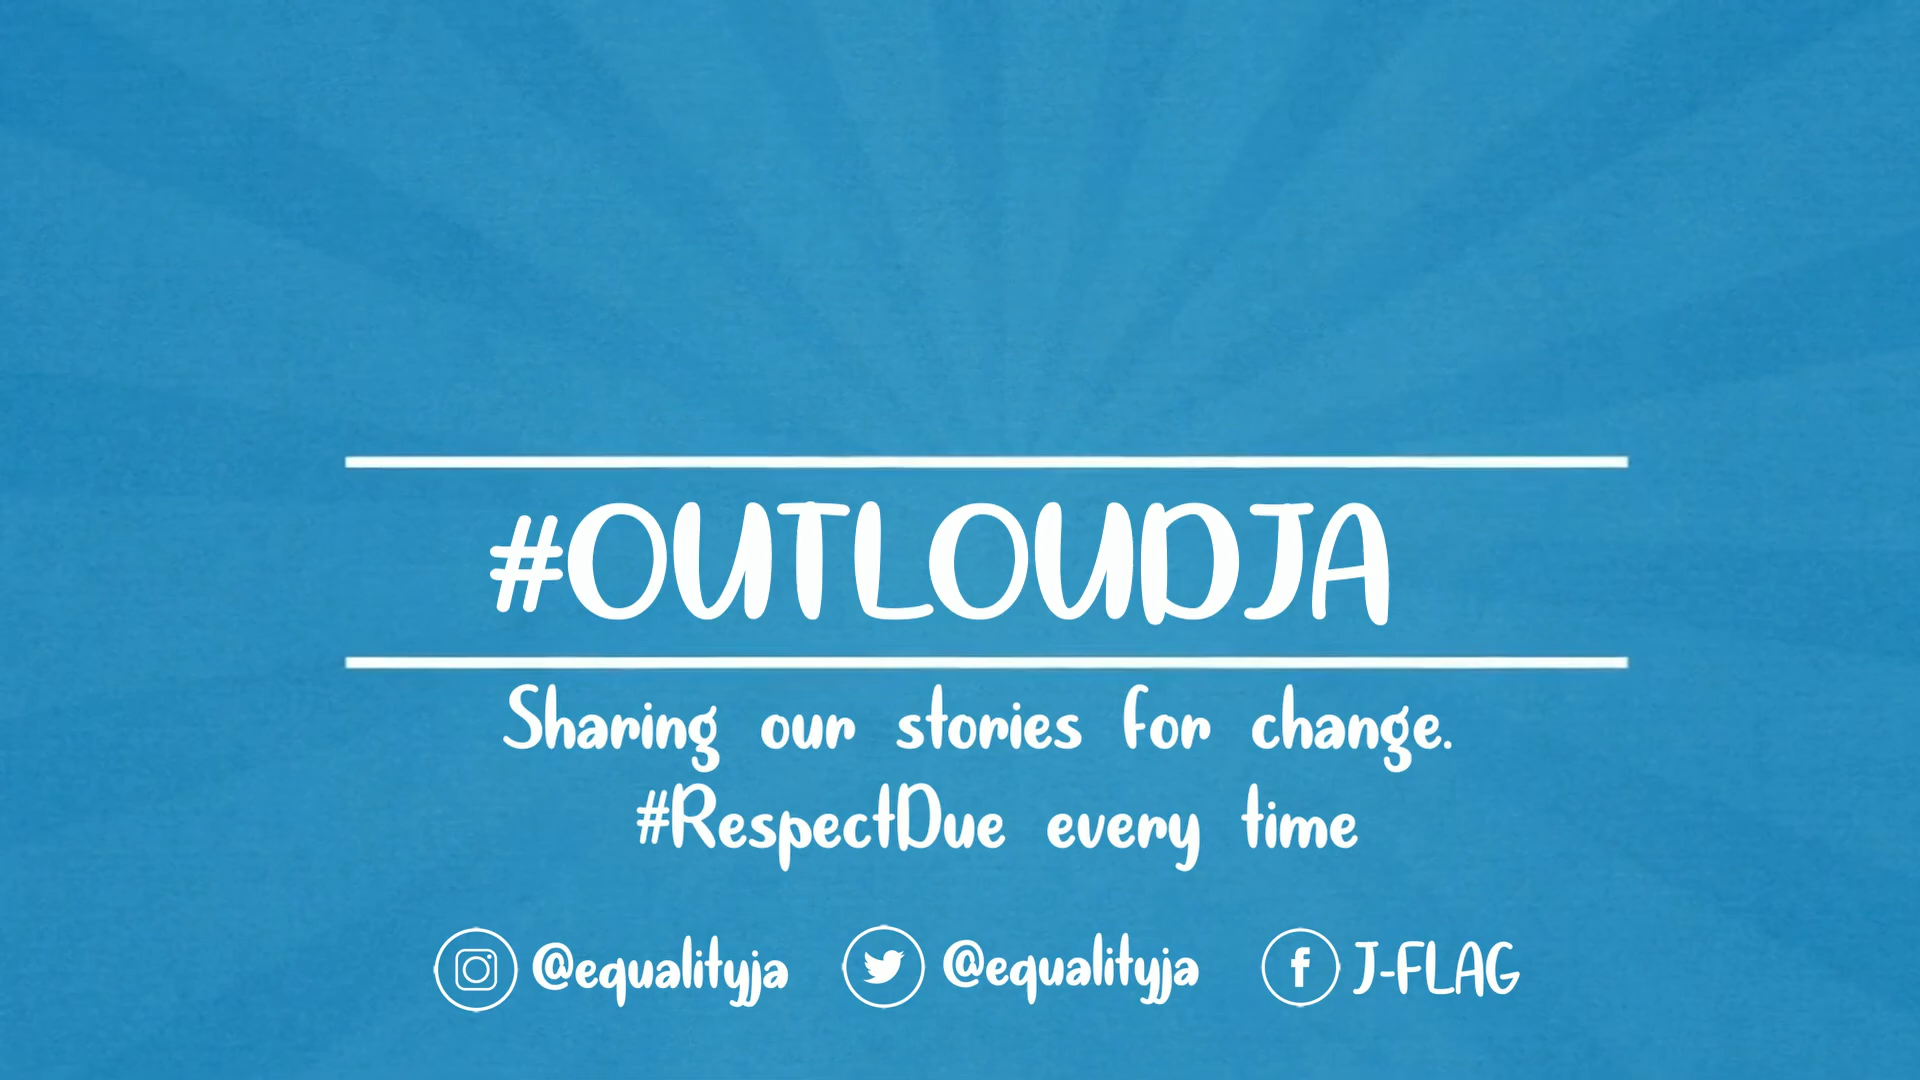 #OUTLOUDJA
Sharing our stories for change.
#RespectDue every time
@equalityja @equalityja J-FLAG